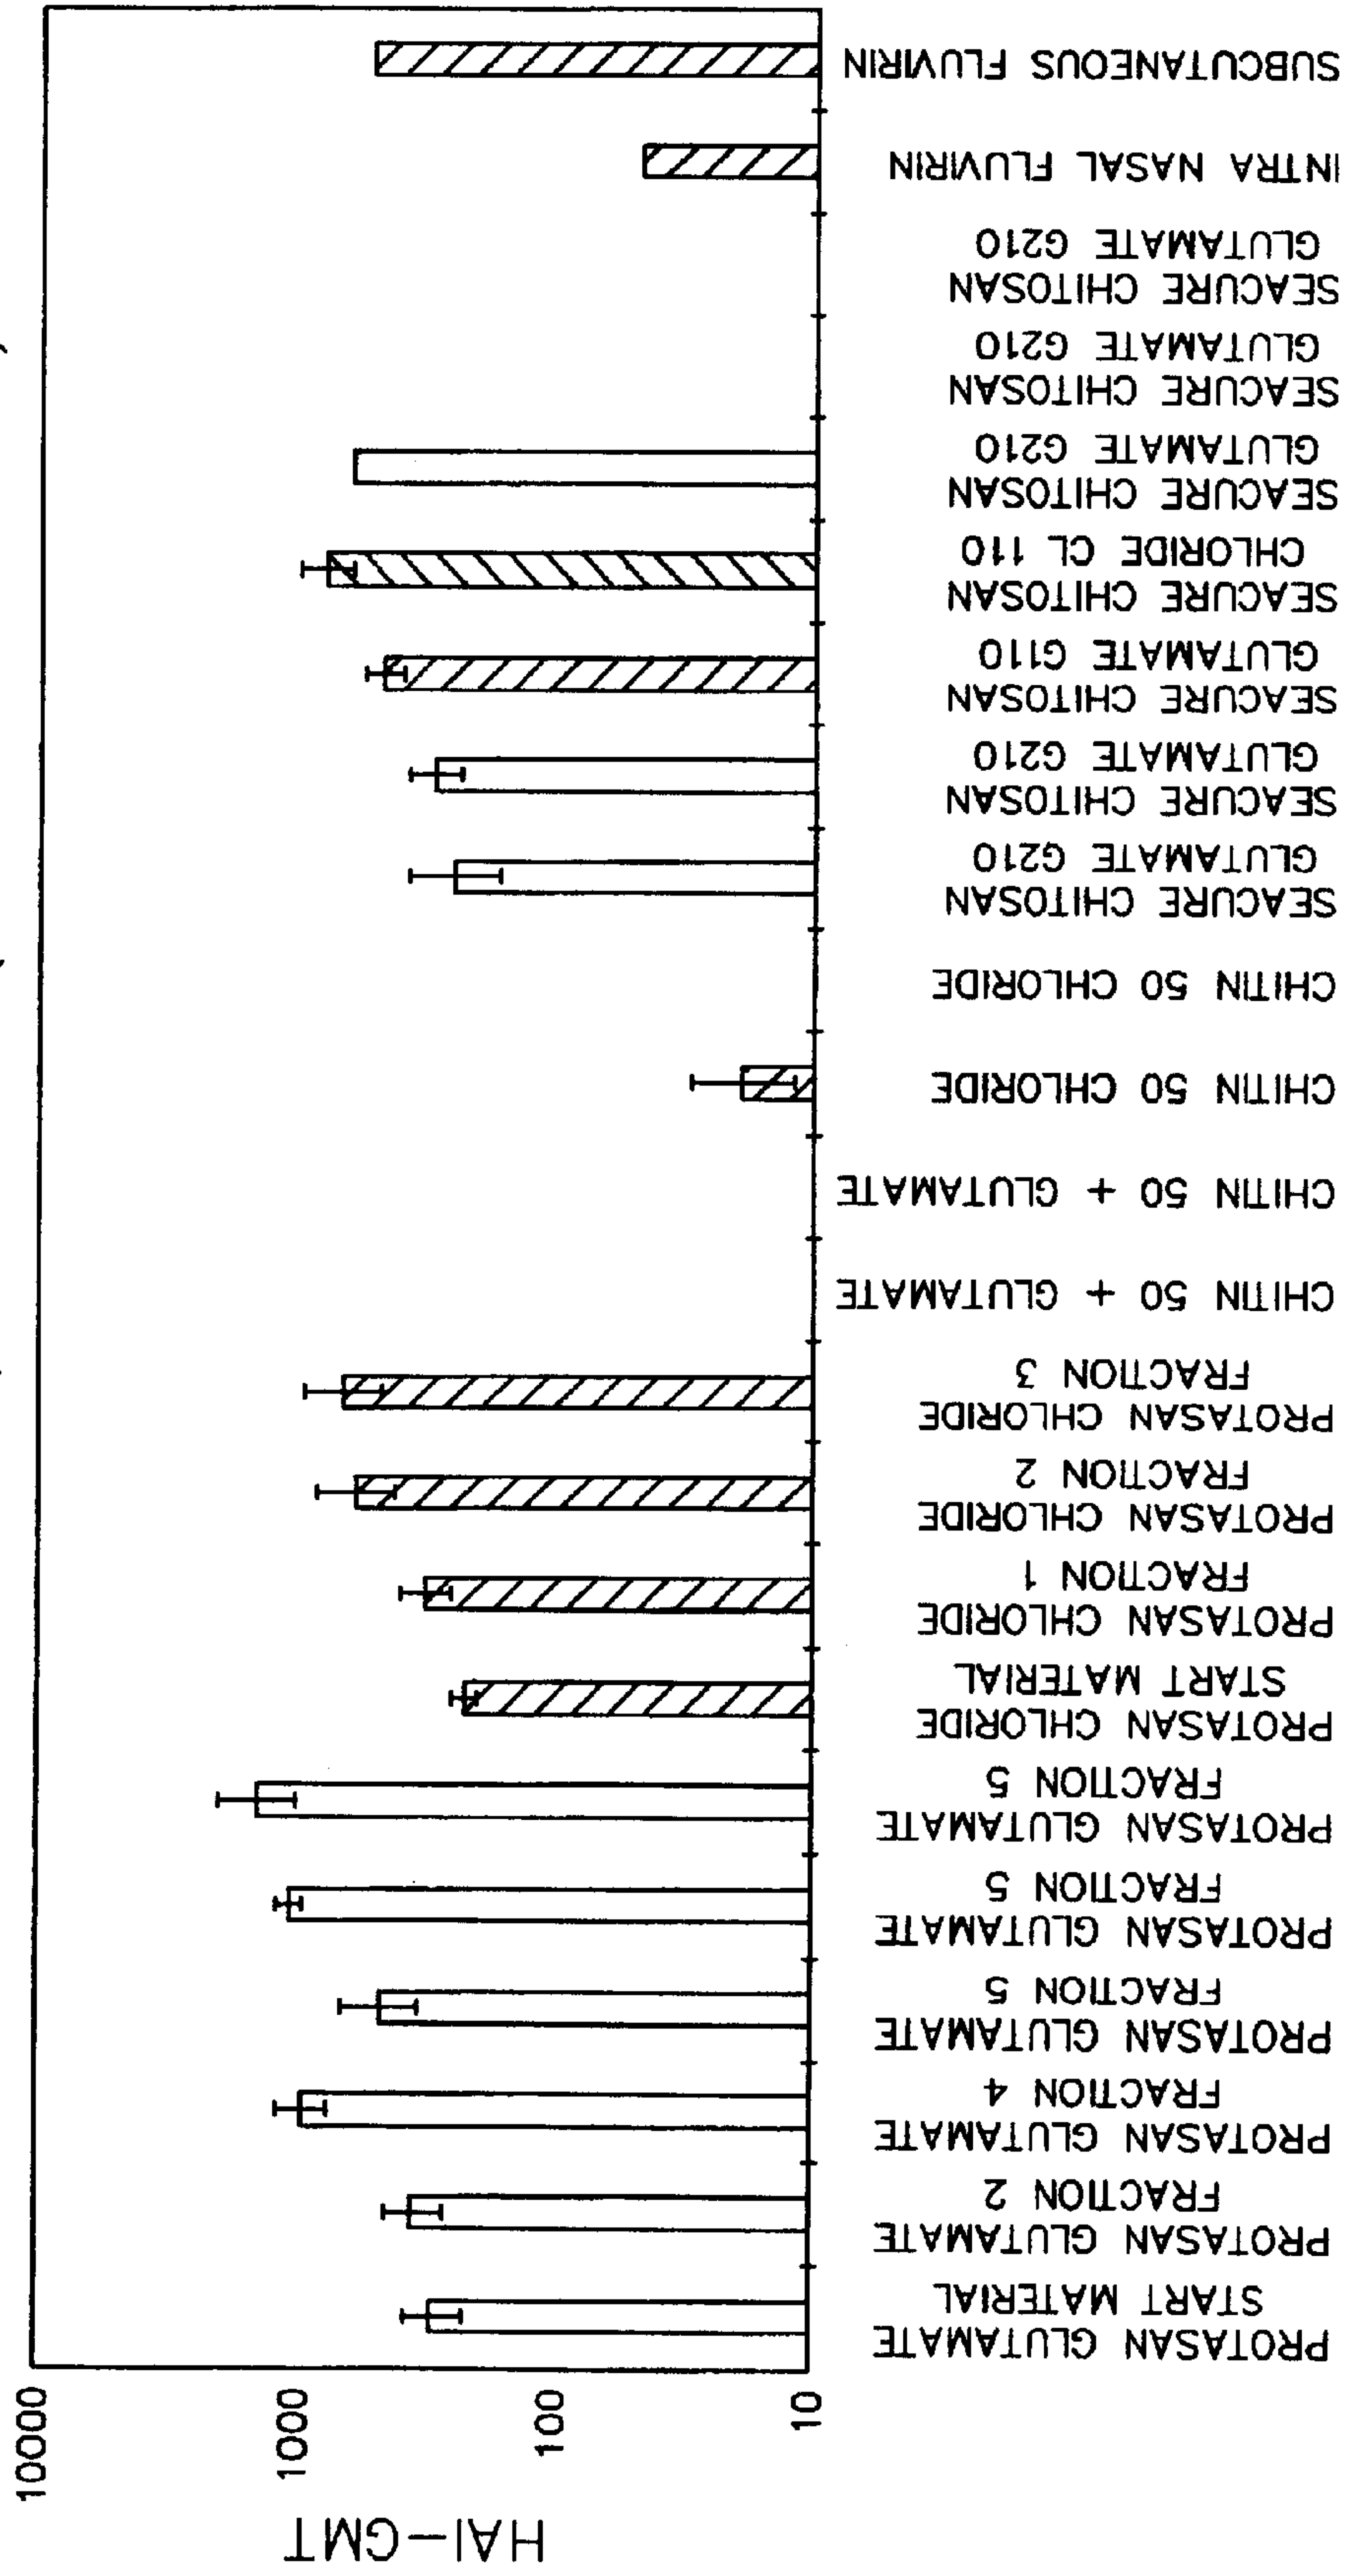 HAI-GMT
10000
1000
100
10
PROTASAN GLUTAMATE
START MATERIAL
PROTASAN GLUTAMATE
FRACTION 2
PROTASAN GLUTAMATE
FRACTION 4
PROTASAN GLUTAMATE
FRACTION 5
PROTASAN GLUTAMATE
FRACTION 5
PROTASAN GLUTAMATE
FRACTION 5
PROTASAN CHLORIDE
START MATERIAL
PROTASAN CHLORIDE
FRACTION 1
PROTASAN CHLORIDE
FRACTION 2
PROTASAN CHLORIDE
FRACTION 3
CHITIN 50 + GLUTAMATE
CHITIN 50 + GLUTAMATE
CHITIN 50 CHLORIDE
CHITIN 50 CHLORIDE
SEACURE CHITOSAN
GLUTAMATE G210
SEACURE CHITOSAN
GLUTAMATE G210
SEACURE CHITOSAN
GLUTAMATE G110
SEACURE CHITOSAN
CHLORIDE CL 110
SEACURE CHITOSAN
GLUTAMATE G210
SEACURE CHITOSAN
GLUTAMATE G210
SEACURE CHITOSAN
GLUTAMATE G210
INTRA NASAL FLUVIRIN
SUBCUTANEOUS FLUVIRIN